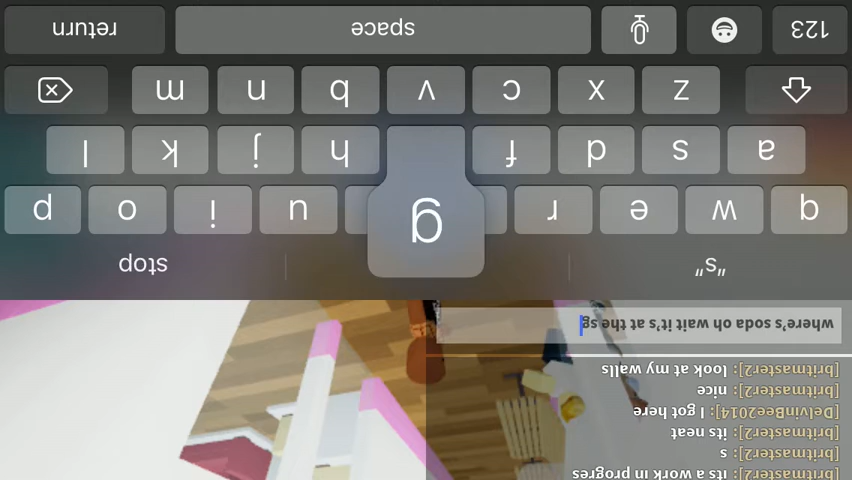 [britmaster2]: its a work in progres
s
[britmaster2]: its neat
[DelvinBee2014]: I got here
[britmaster2]: nice
[britmaster2]: look at my walls
where's soda oh wait it's at the sg
"s"
stop
q w e r u i o p
g
a s d f h j k l
z x c v b n m
123 space return